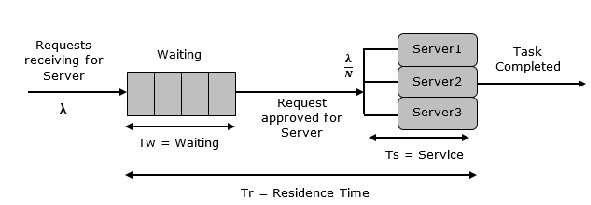 Requests
receiving for
Server
λ
Waiting
Tw = Waiting
Request
approved for
Server
λ
N
Server1
Server2
Server3
Task
Completed
Ts = Service
Tr = Residence Time